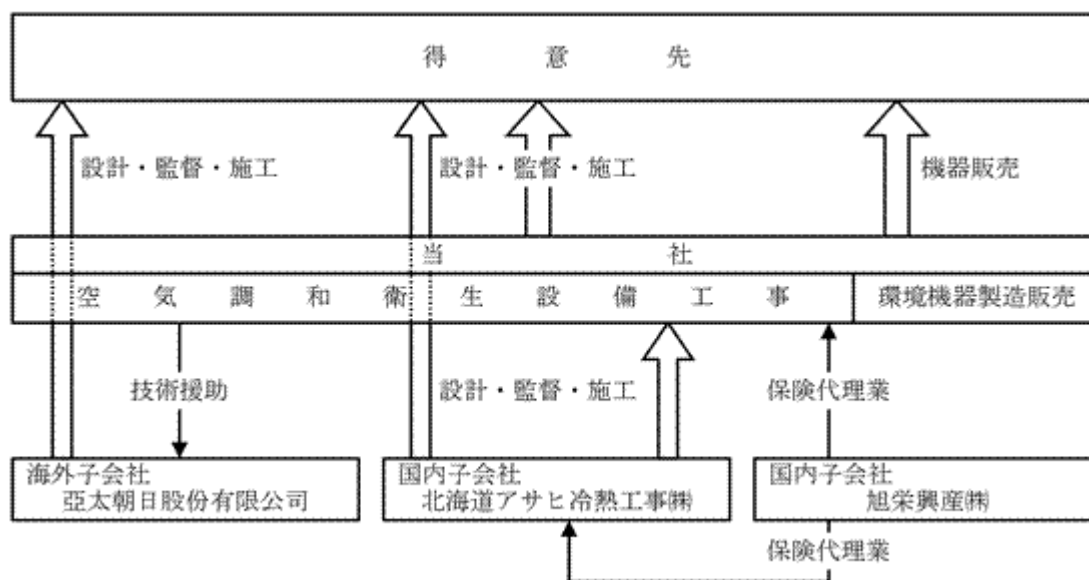 得意先
設計・監督・施工
設計・監督・施工
機器販売
当社
空気調和衛生設備工事
環境機器製造販売
技術援助
設計・監督・施工
保険代理業
海外子会社
亞太朝日股份有限公司
国内子会社
北海道アサヒ冷熱工事㈱
国内子会社
旭栄興産㈱
保険代理業